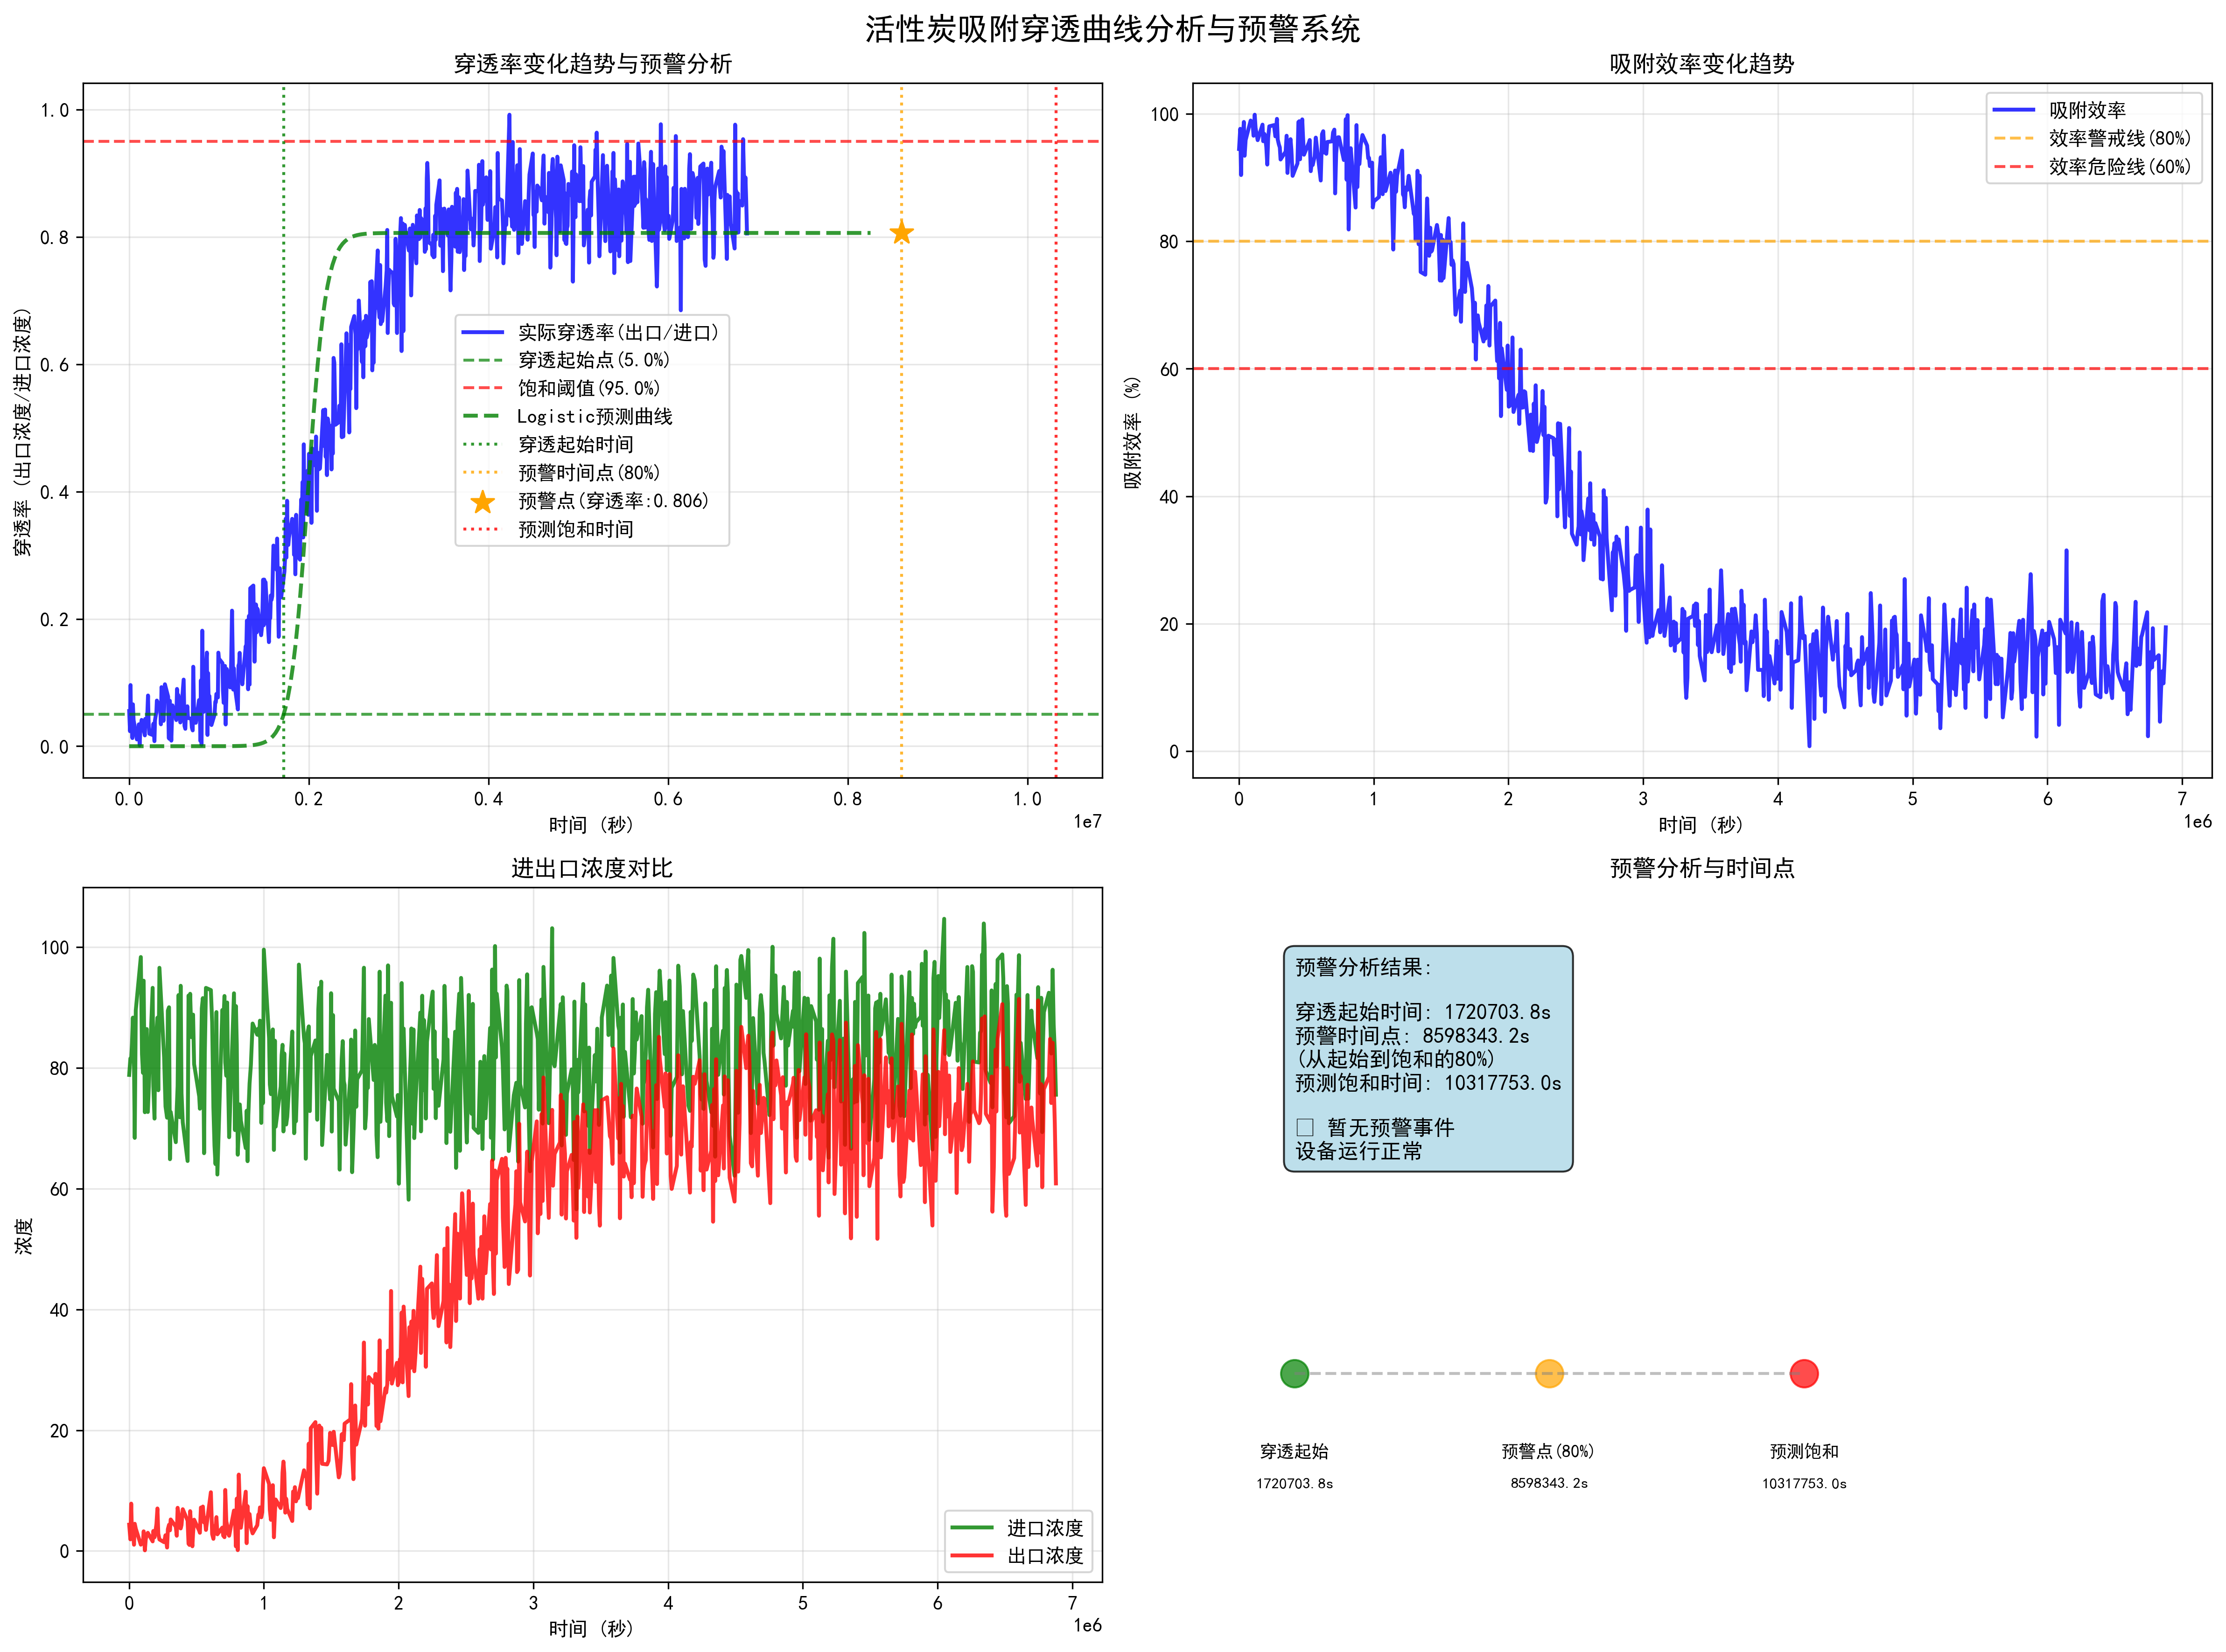 活性炭吸附穿透曲线分析与预警系统
穿透率变化趋势与预警分析
穿透率 (出口浓度/进口浓度)
1.0
0.8
0.6
0.4
0.2
0.0
实际穿透率(出口/进口)
穿透起始点(5.0%)
饱和阈值(95.0%)
Logistic预测曲线
穿透起始时间
预警时间点(80%)
预警点(穿透率:0.806)
预测饱和时间
0.0 0.2 0.4 0.6 0.8 1.0
1e7
时间 (秒)
吸附效率变化趋势
吸附效率 (%)
100
80
60
40
20
0
吸附效率
效率警戒线(80%)
效率危险线(60%)
0 1 2 3 4 5 6 7
1e6
时间 (秒)
进出口浓度对比
浓度
100
80
60
40
20
0
进口浓度
出口浓度
0 1 2 3 4 5 6 7
1e6
时间 (秒)
预警分析与时间点
预警分析结果:
穿透起始时间: 1720703.8s
预警时间点: 8598343.2s
(从起始到饱和的80%)
预测饱和时间: 10317753.0s
□ 暂无预警事件
设备运行正常
穿透起始 预警点(80%) 预测饱和
1720703.8s 8598343.2s 10317753.0s